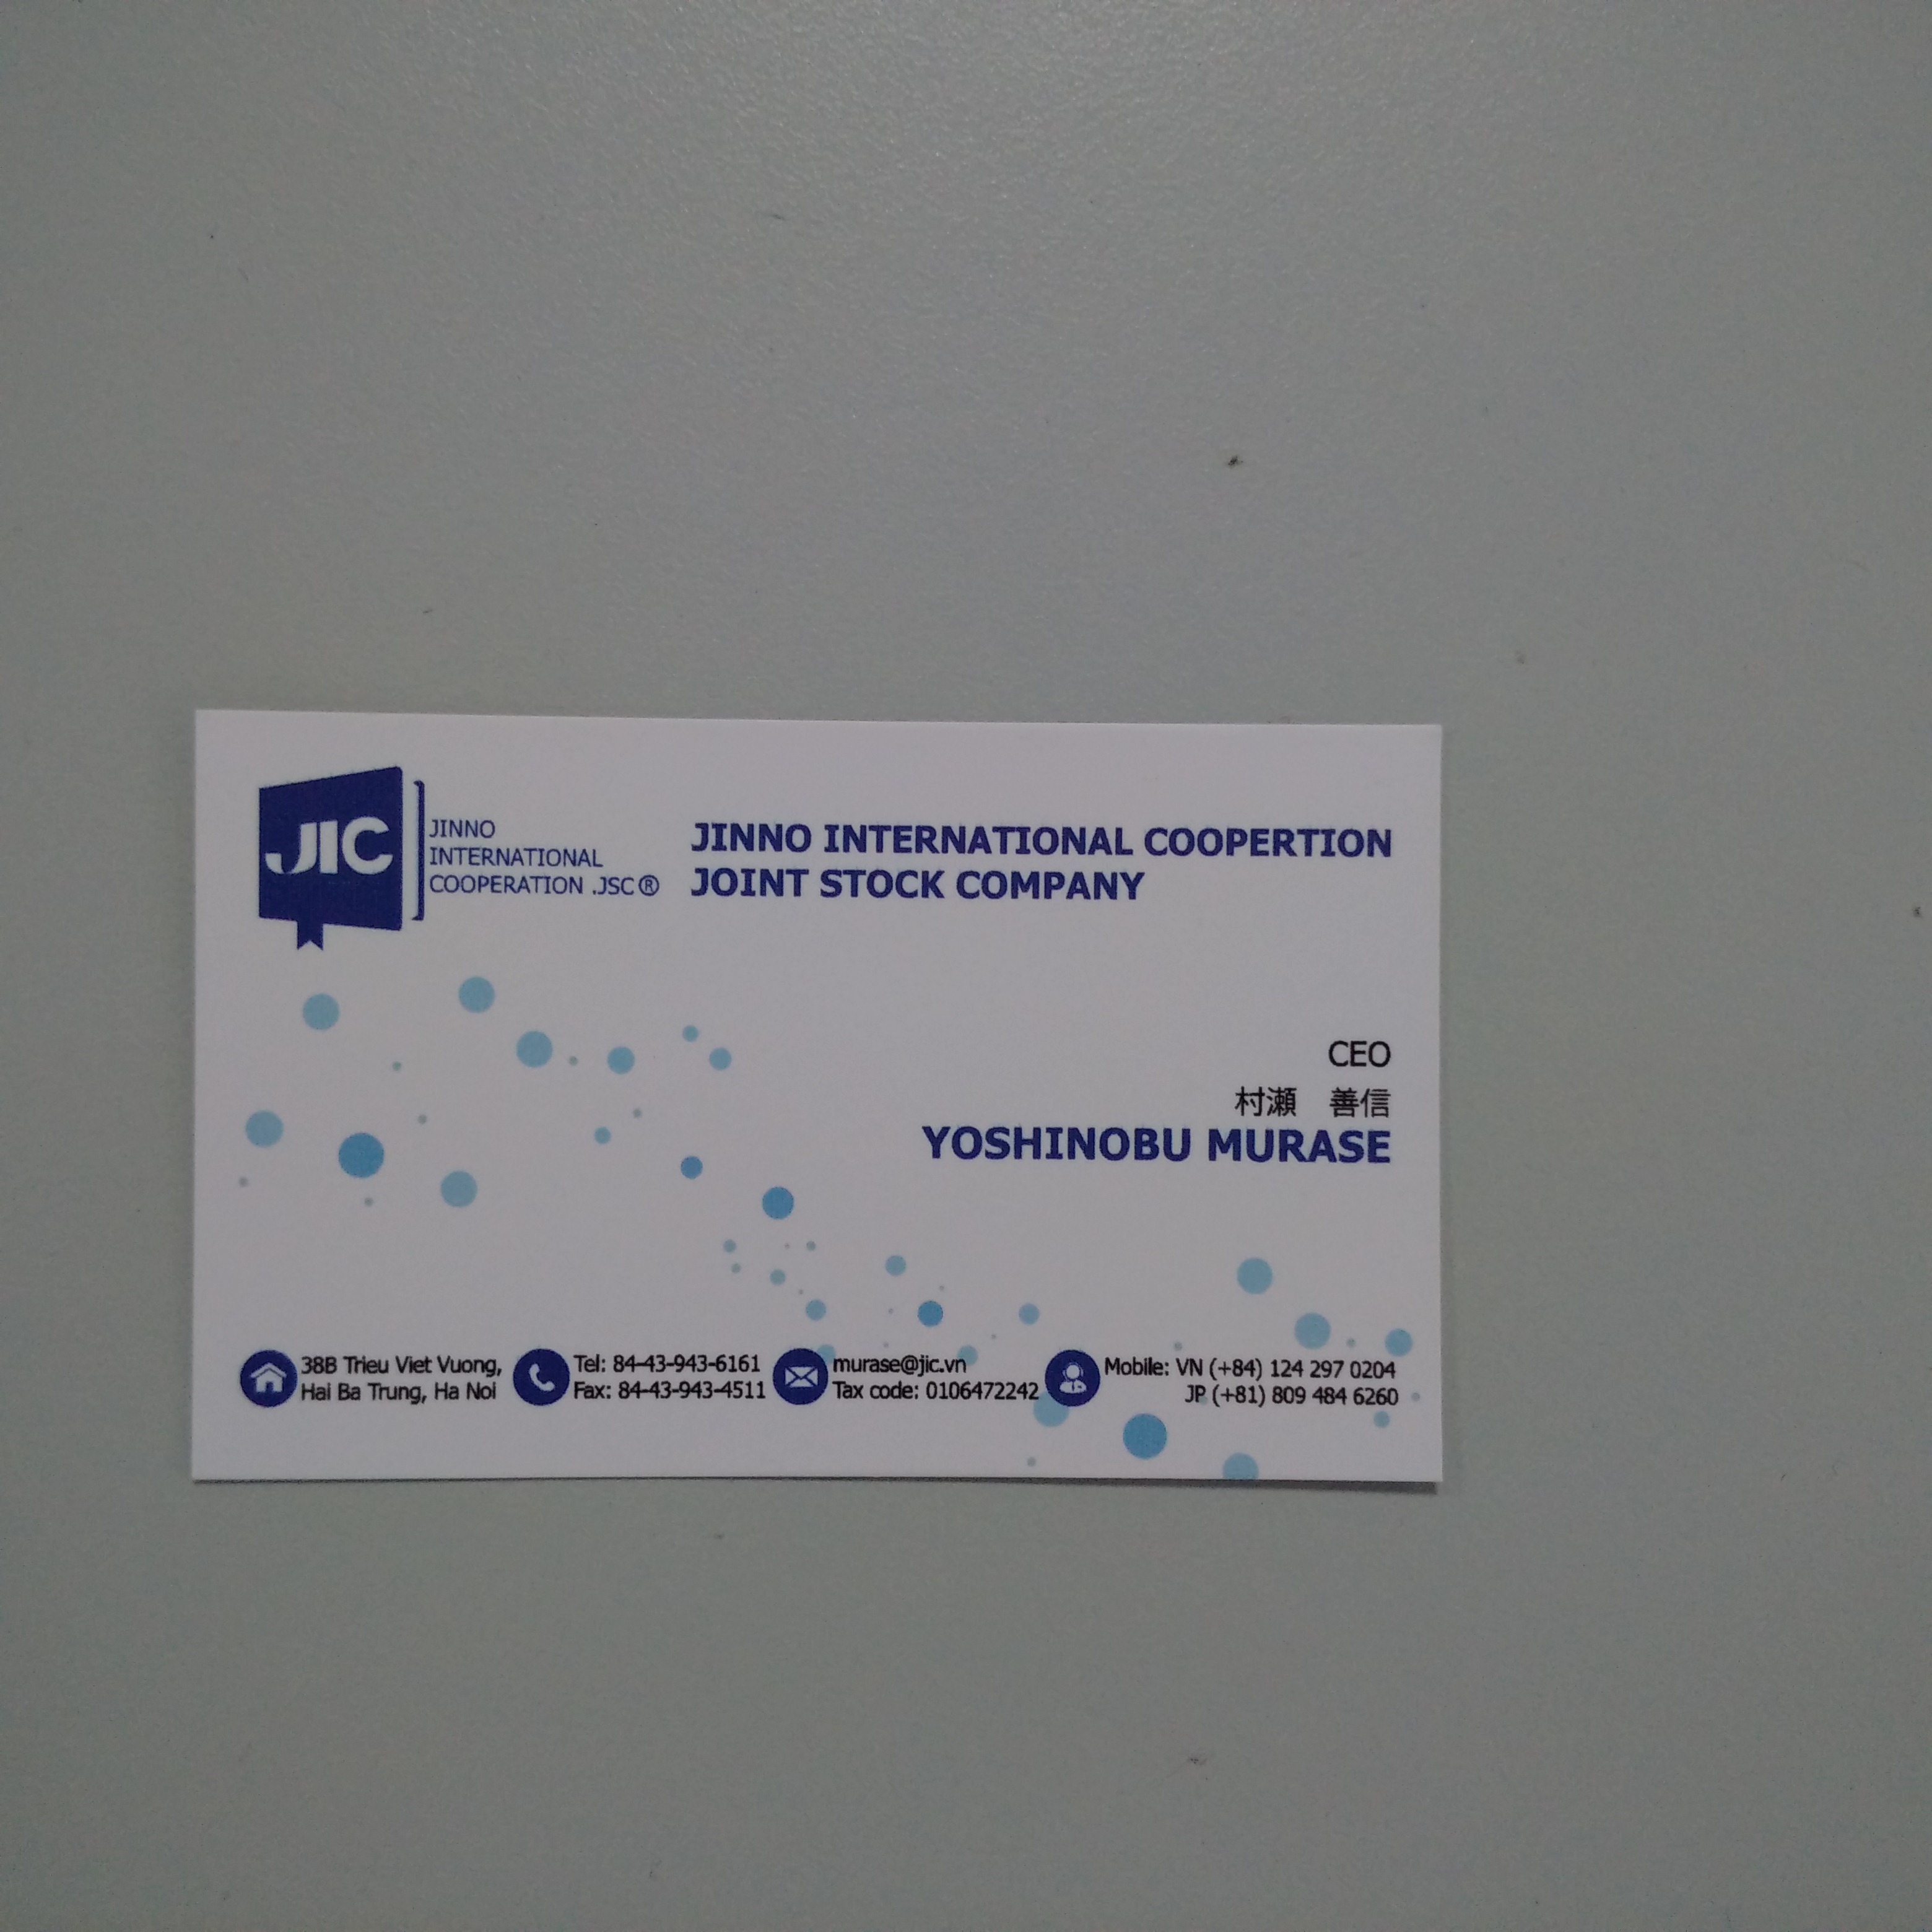 JIC
JINNO
INTERNATIONAL
COOPERATION .JSC®
JINNO INTERNATIONAL COOPERTION
JOINT STOCK COMPANY
CEO
村瀬　善信
YOSHINOBU MURASE
38B Trieu Viet Vuong,
Hai Ba Trung, Ha Noi
Tel: 84-43-943-6161
Fax: 84-43-943-4511
murase@jic.vn
Tax code: 0106472242
Mobile: VN (+84) 124 297 0204
JP (+81) 809 484 6260